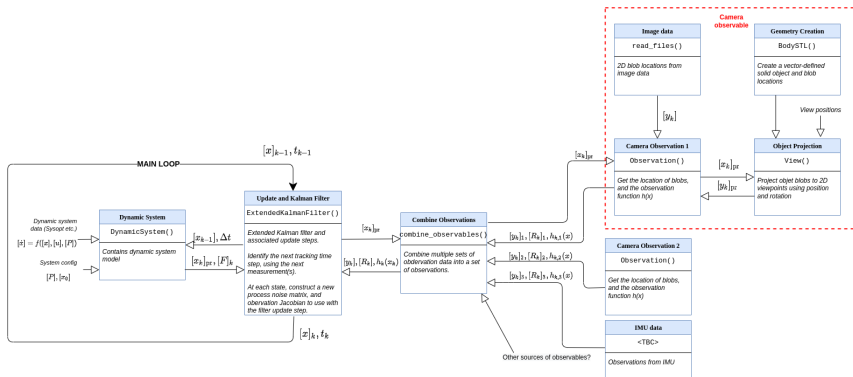 Camera
observable
Image data
read_files()
2D blob locations from
image data
Geometry Creation
BodySTL()
Create a vector-defined
solid object and blob
locations
[y_k]
View positions
Camera Observation 1
Observation()
Get the location of blobs,
and the observation
function h(x)
[x_k]_pr
[y_k]_pr
Object Projection
View()
Project objet blobs to 2D
viewpoints using position
and rotation
[x]_{k-1}, t_{k-1}
MAIN LOOP
[x_k]_pr
Update and Kalman Filter
ExtendedKalmanFilter()
Extended Kalman filter and
associated update steps.
Identify the next tracking time
step, using the next
measurement(s).
At each state, construct a new
process noise matrix, and
obervation Jacobian to use with
the filter update step.
Dynamic system
data (Sysopt etc.)
[ẋ] = f([x], [u], [P])
System config
[P], [x_0]
Dynamic System
DynamicSystem()
Contains dynamic system
model
[x_{k-1}], Δt
[x_k]_pr, [F]_k
[x_k]_pr
[y_k], [R_k], h_k(x_k)
Combine Observations
combine_observables()
Combine multiple sets of
obdervation data into a set
of observations.
[y_k]_1, [R_k]_1, h_{k,1}(x)
[y_k]_2, [R_k]_2, h_{k,2}(x)
[y_k]_3, [R_k]_3, h_{k,3}(x)
Camera Observation 2
Observation()
Get the location of blobs,
and the observation
function h(x)
IMU data
<TBC>
Observations from IMU
[x]_k, t_k
Other sources of observables?